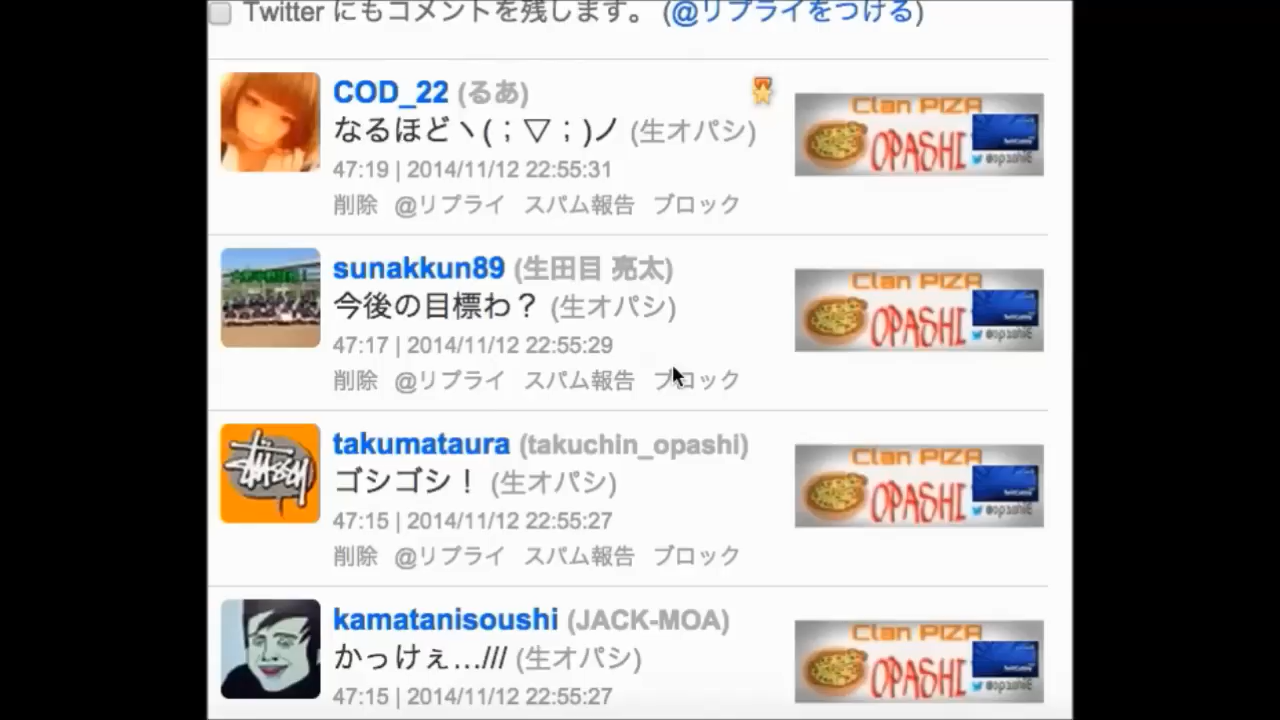 Twitter にもコメントを残します。 (@リプライをつける)
COD_22 (るあ)
なるほどヽ(；▽；)ノ (生オパシ)
47:19 | 2014/11/12 22:55:31
削除 @リプライ スパム報告 ブロック
Clan PIZA
OPASHI
@opashiE
sunakkun89 (生田目 亮太)
今後の目標わ？ (生オパシ)
47:17 | 2014/11/12 22:55:29
削除 @リプライ スパム報告 ブロック
Clan PIZA
OPASHI
@opashiE
takumataura (takuchin_opashi)
ゴシゴシ！ (生オパシ)
47:15 | 2014/11/12 22:55:27
削除 @リプライ スパム報告 ブロック
Clan PIZA
OPASHI
@opashiE
kamatanisoushi (JACK-MOA)
かっけぇ.../// (生オパシ)
47:15 | 2014/11/12 22:55:27
Clan PIZA
OPASHI
@opashiE